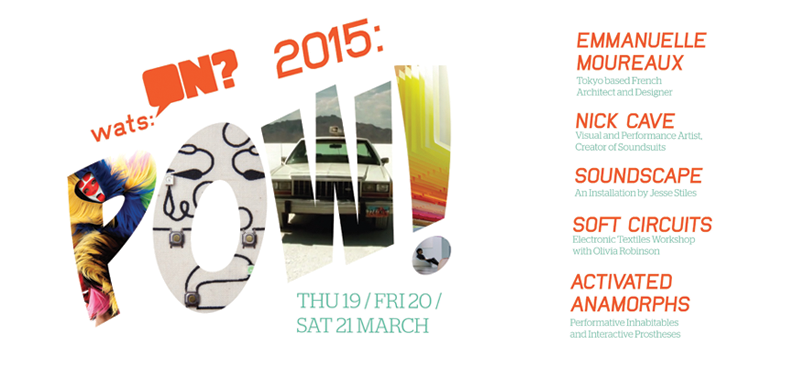 wats: ON? 2015:
POW!
THU 19 / FRI 20 /
SAT 21 MARCH
EMMANUELLE
MOUREAUX
Tokyo based French
Architect and Designer
NICK CAVE
Visual and Performance Artist,
Creator of Soundsuits
SOUNDSCAPE
An Installation by Jesse Stiles
SOFT CIRCUITS
Electronic Textiles Workshop
with Olivia Robinson
ACTIVATED
ANAMORPHS
Performative Inhabitables
and Interactive Prostheses